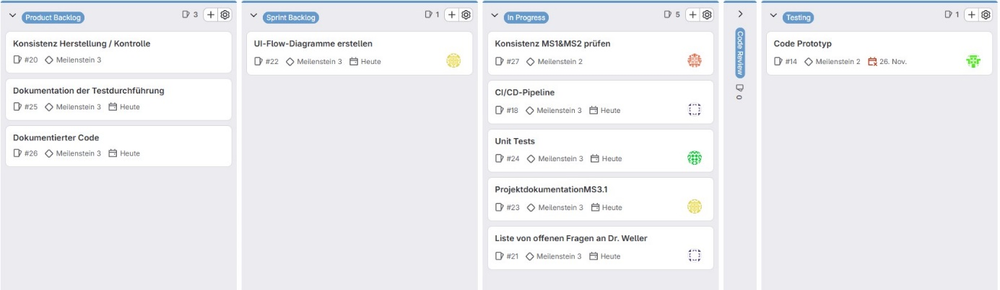 Product Backlog
3
Konsistenz Herstellung / Kontrolle
#20 Meilenstein 3
Dokumentation der Testdurchführung
#25 Meilenstein 3 Heute
Dokumentierter Code
#26 Meilenstein 3 Heute
Sprint Backlog
1
UI-Flow-Diagramme erstellen
#22 Meilenstein 3 Heute
In Progress
5
Konsistenz MS1&MS2 prüfen
#27 Meilenstein 2
CI/CD-Pipeline
#18 Meilenstein 3 Heute
Unit Tests
#24 Meilenstein 3 Heute
ProjektdokumentationMS3.1
#23 Meilenstein 3 Heute
Liste von offenen Fragen an Dr. Weller
#21 Meilenstein 3 Heute
Code Review
0
Testing
1
Code Prototyp
#14 Meilenstein 2 26. Nov.